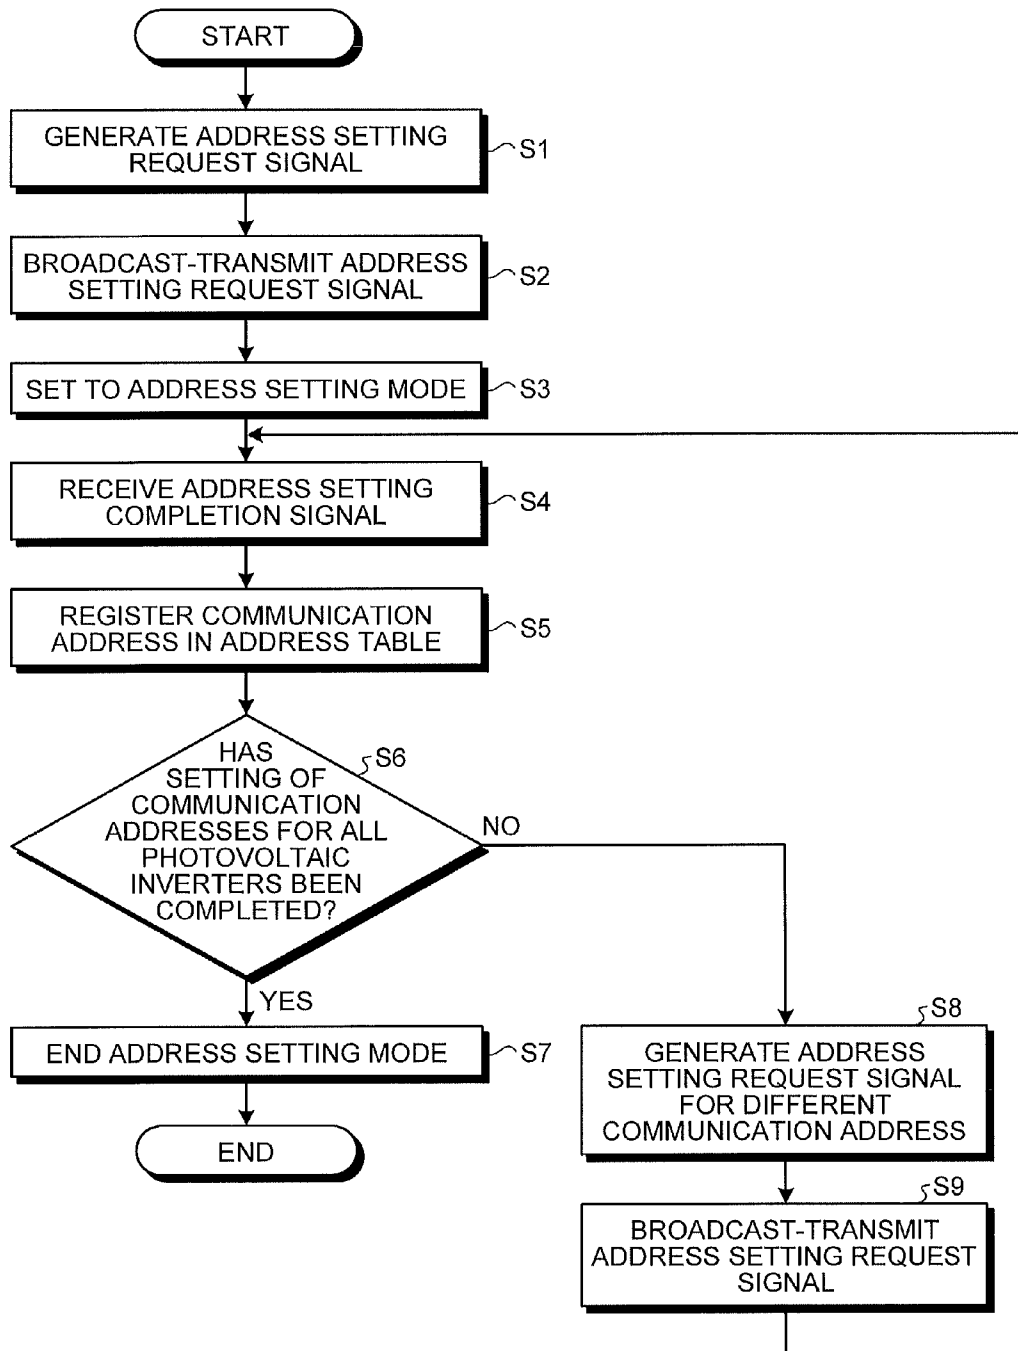 START
GENERATE ADDRESS SETTING
REQUEST SIGNAL
S1
BROADCAST-TRANSMIT ADDRESS
SETTING REQUEST SIGNAL
S2
SET TO ADDRESS SETTING MODE
S3
RECEIVE ADDRESS SETTING
COMPLETION SIGNAL
S4
REGISTER COMMUNICATION
ADDRESS IN ADDRESS TABLE
S5
HAS
SETTING OF
COMMUNICATION
ADDRESSES FOR ALL
PHOTOVOLTAIC
INVERTERS BEEN
COMPLETED?
S6
NO
YES
END ADDRESS SETTING MODE
S7
END
S8
GENERATE ADDRESS
SETTING REQUEST SIGNAL
FOR DIFFERENT
COMMUNICATION ADDRESS
S9
BROADCAST-TRANSMIT
ADDRESS SETTING REQUEST
SIGNAL